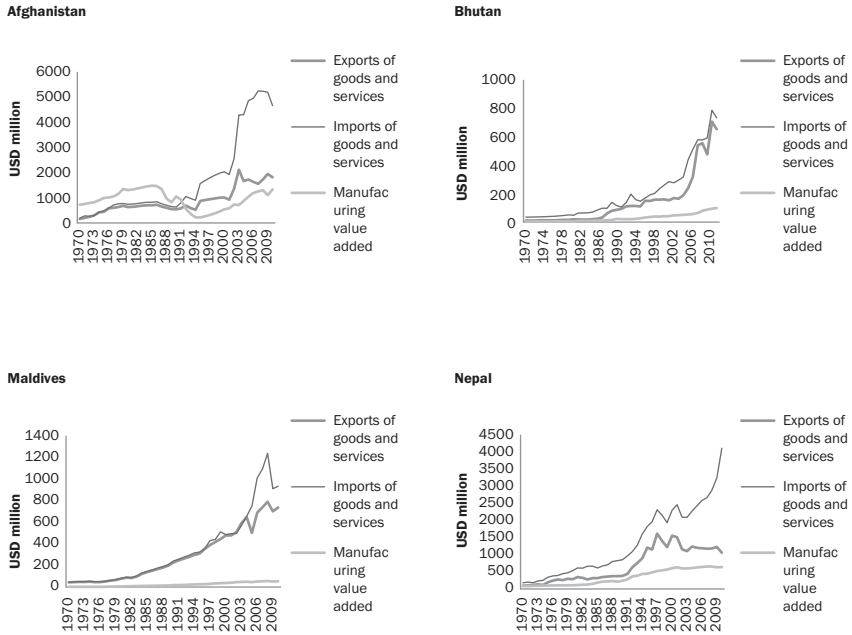 Afghanistan
USD million
6000
5000
4000
3000
2000
1000
0
1970
1973
1976
1979
1982
1985
1988
1991
1994
1997
2000
2003
2006
2009
Exports of
goods and
services
Imports of
goods and
services
Manufac
uring
value
added
Bhutan
USD million
1000
800
600
400
200
0
1970
1974
1978
1982
1986
1990
1994
1998
2002
2006
2010
Exports of
goods and
services
Imports of
goods and
services
Manufac
uring
value
added
Maldives
USD million
1400
1200
1000
800
600
400
200
0
1970
1973
1976
1979
1982
1985
1988
1991
1994
1997
2000
2003
2006
2009
Exports of
goods and
services
Imports of
goods and
services
Manufac
uring
value
added
Nepal
USD million
4500
4000
3500
3000
2500
2000
1500
1000
500
0
1970
1973
1976
1979
1982
1985
1988
1991
1994
1997
2000
2003
2006
2009
Exports of
goods and
services
Imports of
goods and
services
Manufac
uring
value
added